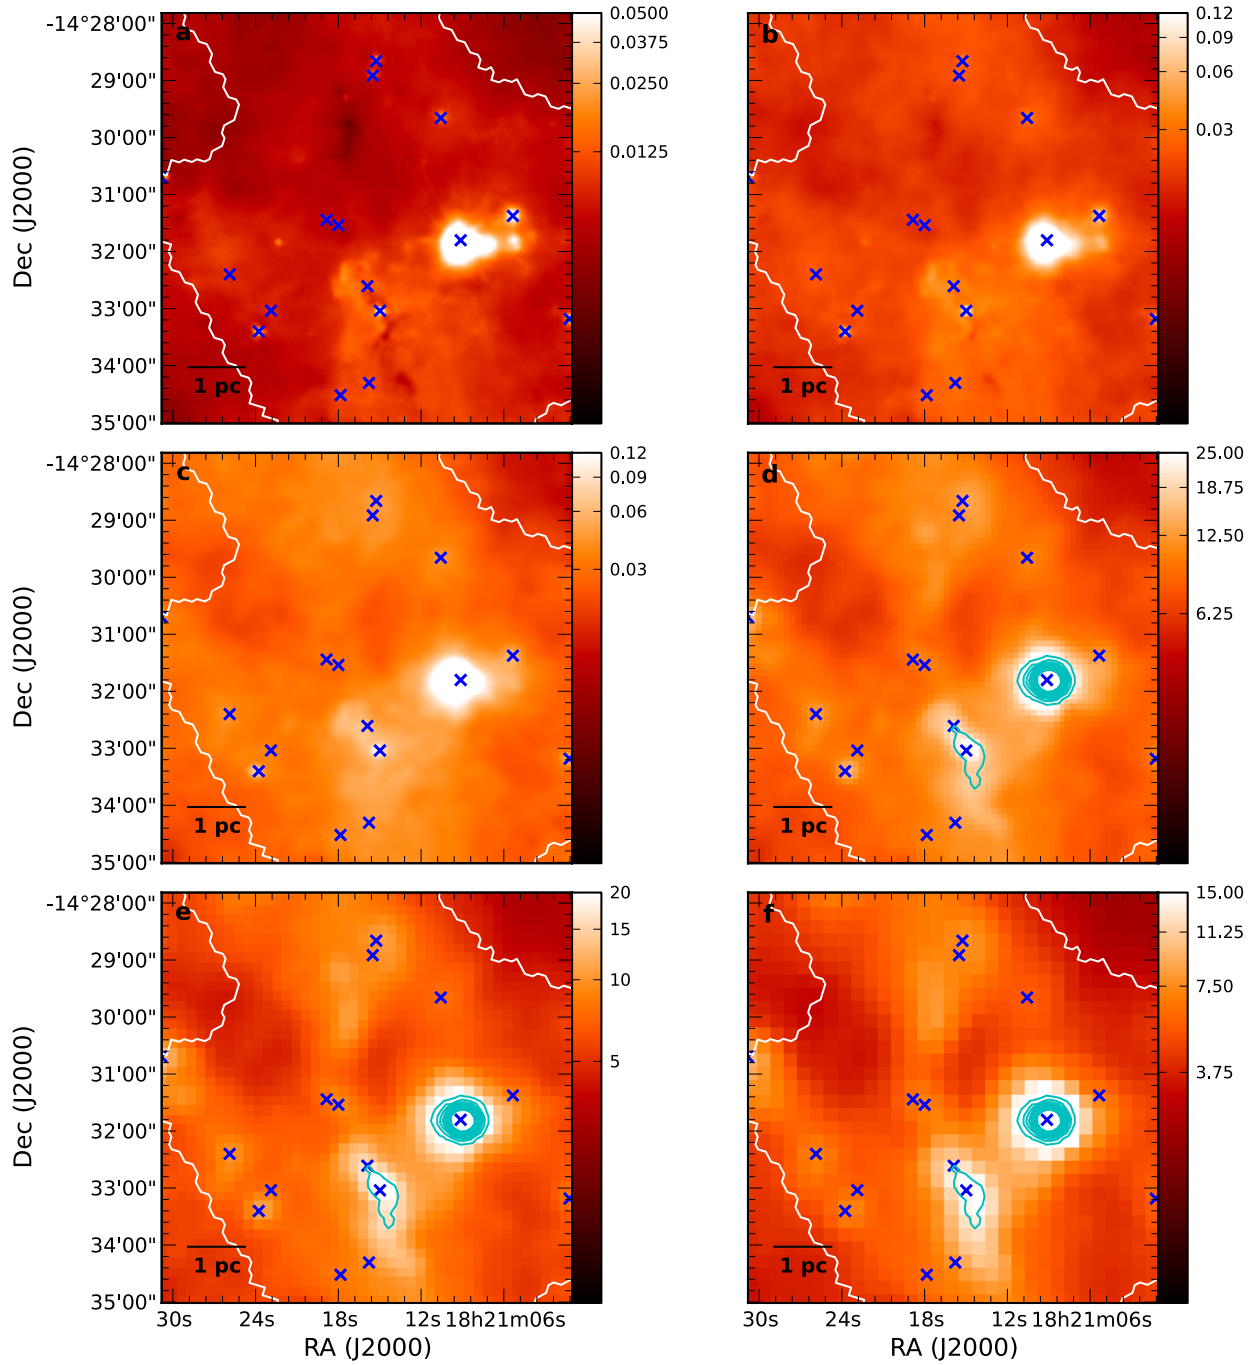 a
-14°28'00"
29'00"
30'00"
31'00"
32'00"
33'00"
34'00"
35'00"
Dec (J2000)
1 pc
0.0500
0.0375
0.0250
0.0125
b
1 pc
0.12
0.09
0.06
0.03
c
-14°28'00"
29'00"
30'00"
31'00"
32'00"
33'00"
34'00"
35'00"
Dec (J2000)
1 pc
0.12
0.09
0.06
0.03
d
1 pc
25.00
18.75
12.50
6.25
e
-14°28'00"
29'00"
30'00"
31'00"
32'00"
33'00"
34'00"
35'00"
Dec (J2000)
1 pc
20
15
10
5
30s 24s 18s 12s 18h21m06s
RA (J2000)
f
1 pc
15.00
11.25
7.50
3.75
30s 24s 18s 12s 18h21m06s
RA (J2000)